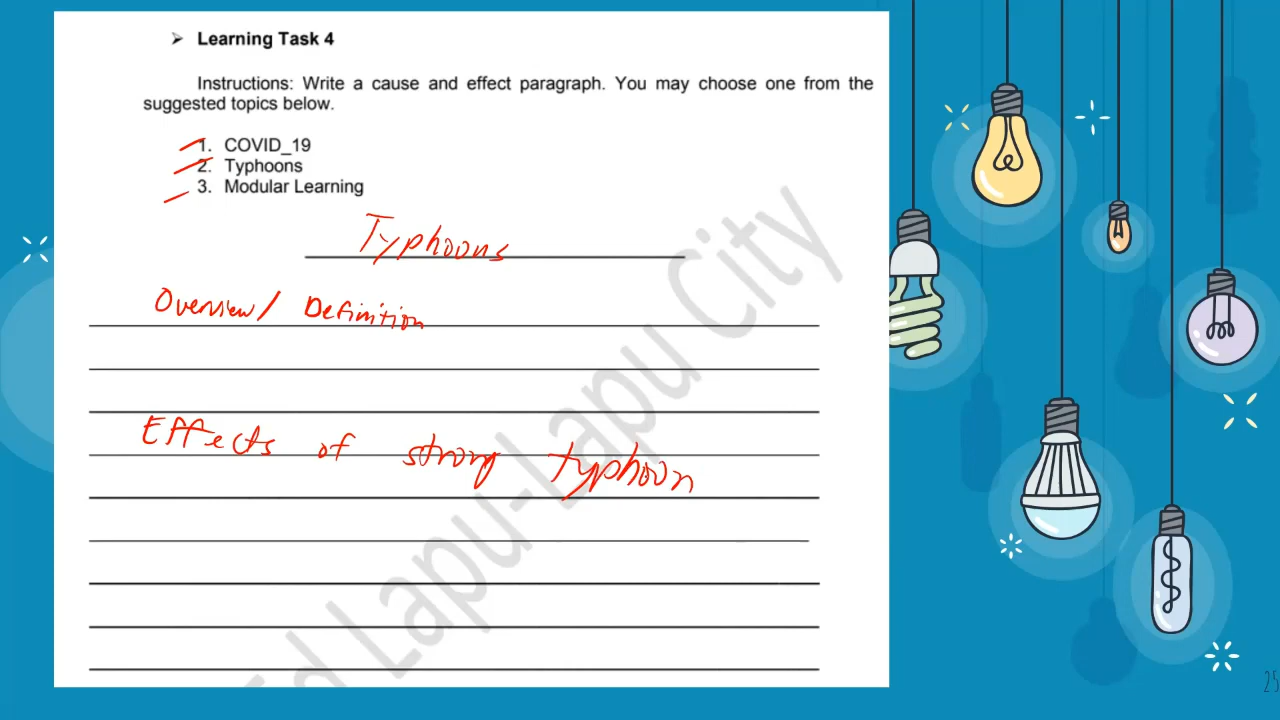 ➢ Learning Task 4
Instructions: Write a cause and effect paragraph. You may choose one from the
suggested topics below.
1. COVID_19
2. Typhoons
3. Modular Learning
Typhoons
Overview/ Definition
Effects of strong typhoon
Ed Lapu-Lapu City
25